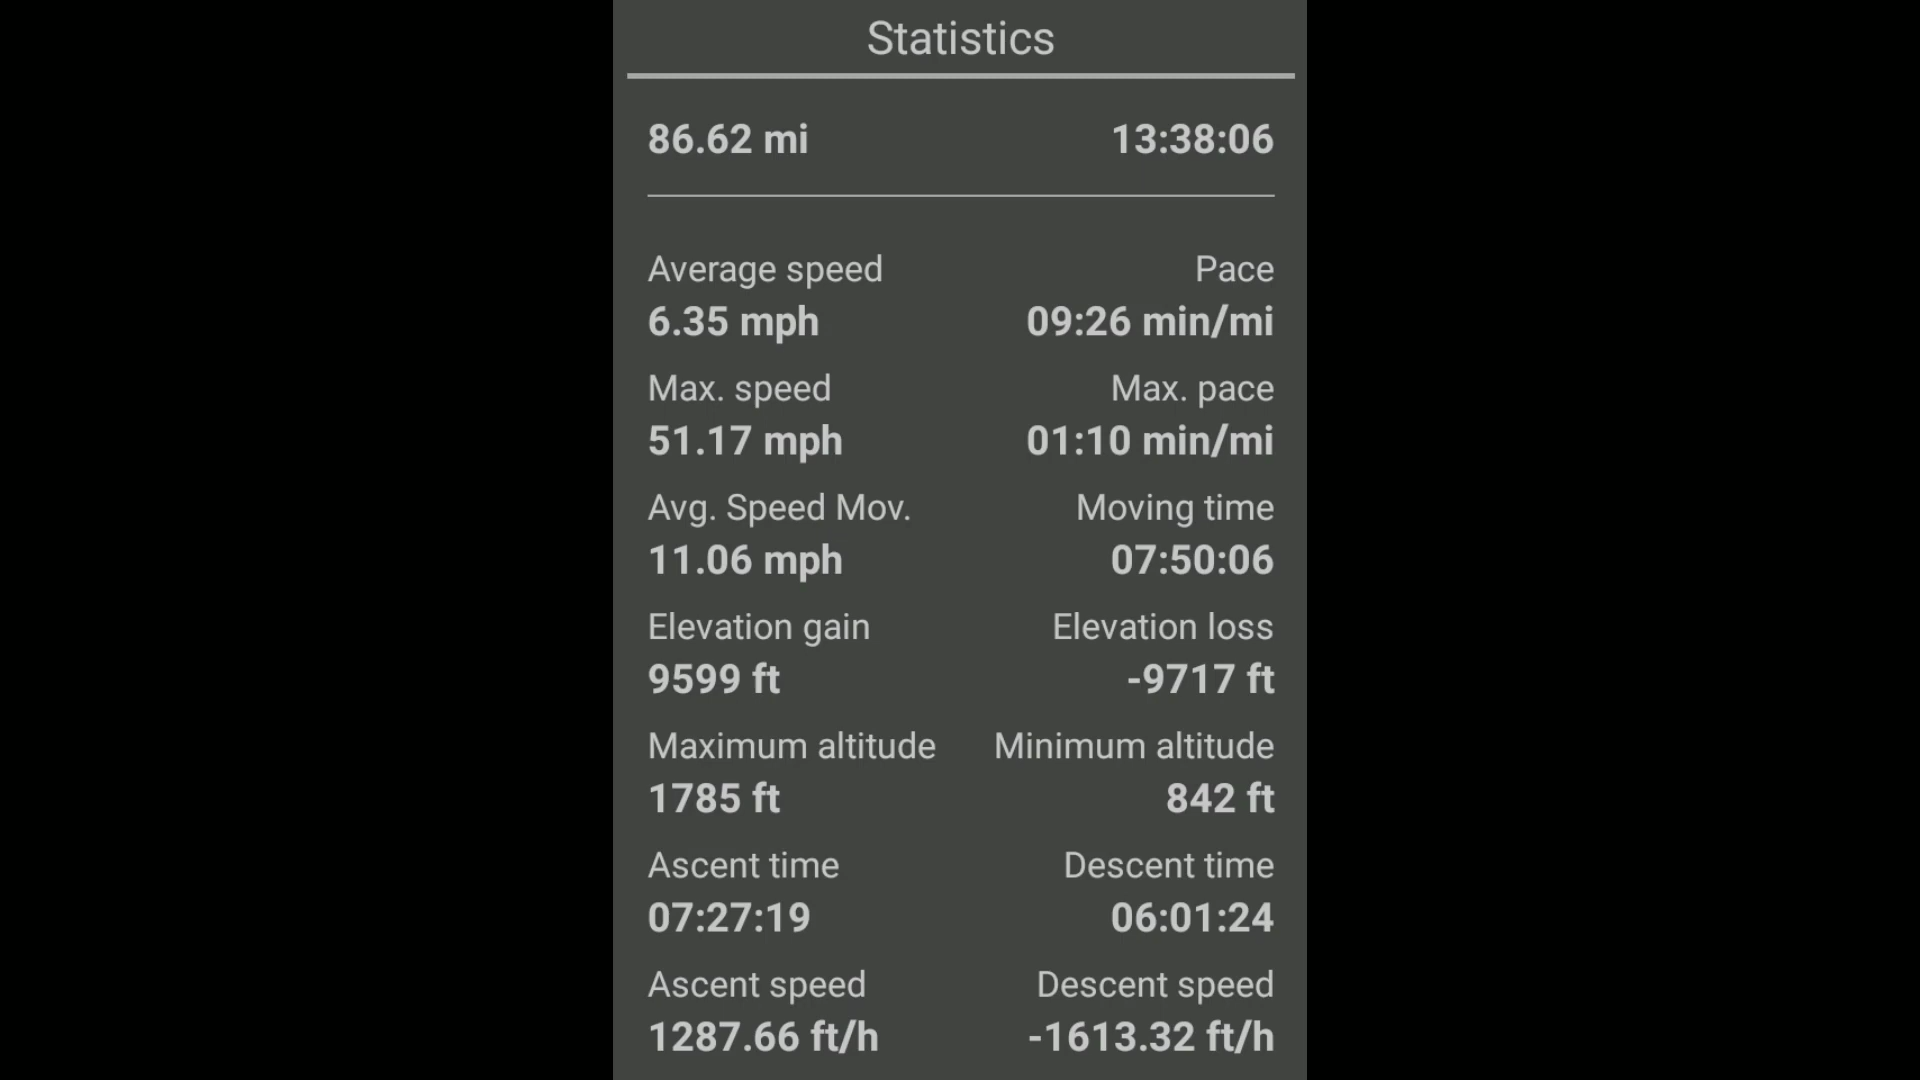 Statistics
86.62 mi 13:38:06
Average speed Pace
6.35 mph 09:26 min/mi
Max. speed Max. pace
51.17 mph 01:10 min/mi
Avg. Speed Mov. Moving time
11.06 mph 07:50:06
Elevation gain Elevation loss
9599 ft -9717 ft
Maximum altitude Minimum altitude
1785 ft 842 ft
Ascent time Descent time
07:27:19 06:01:24
Ascent speed Descent speed
1287.66 ft/h -1613.32 ft/h